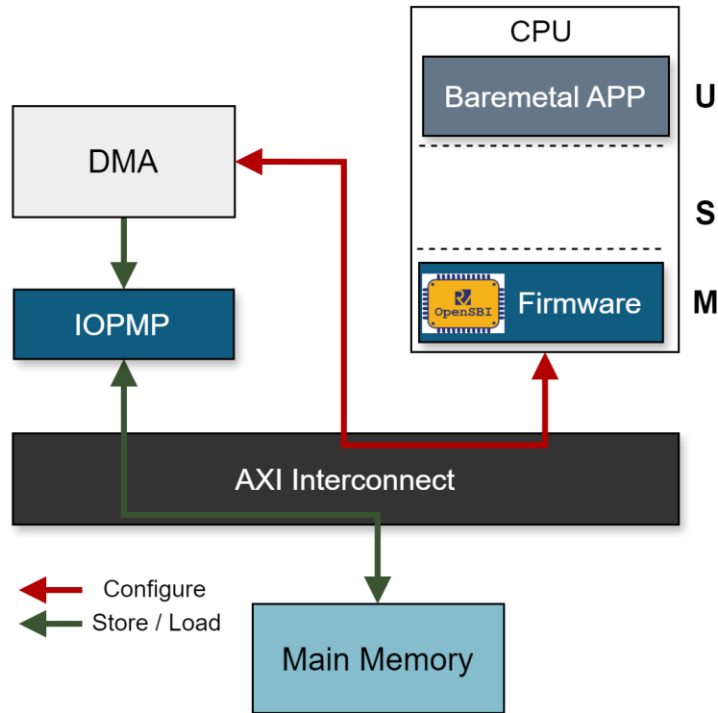 CPU
Baremetal APP
U
DMA
S
OpenSBI
Firmware
M
IOPMP
AXI Interconnect
Configure
Store / Load
Main Memory